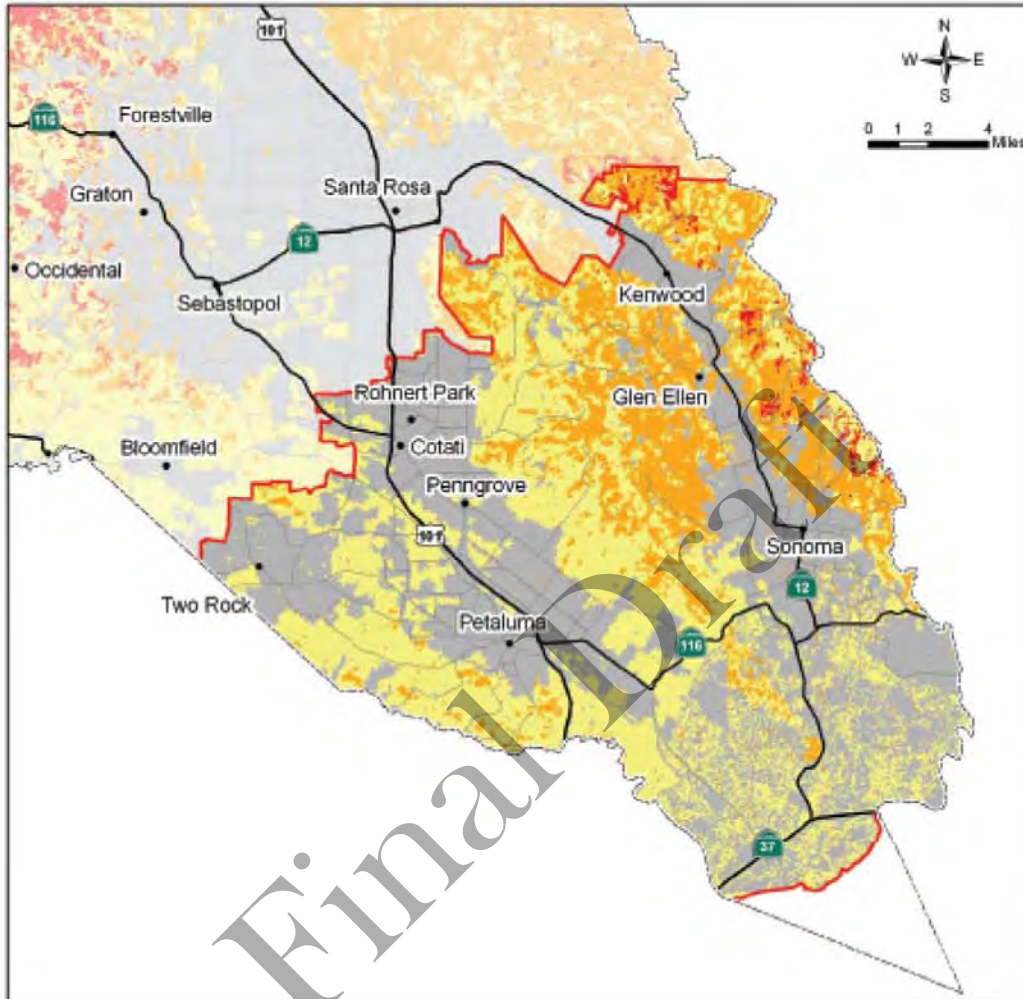 101
N
W E
S
116
Forestville
0 1 2 4
Miles
Santa Rosa
Graton
12
Occidental
Sebastopol
Kenwood
Glen Ellen
Rohnert Park
Cotati
Bloomfield
Penngrove
101
Sonoma
12
Two Rock
Petaluma
116
37
Final Draft